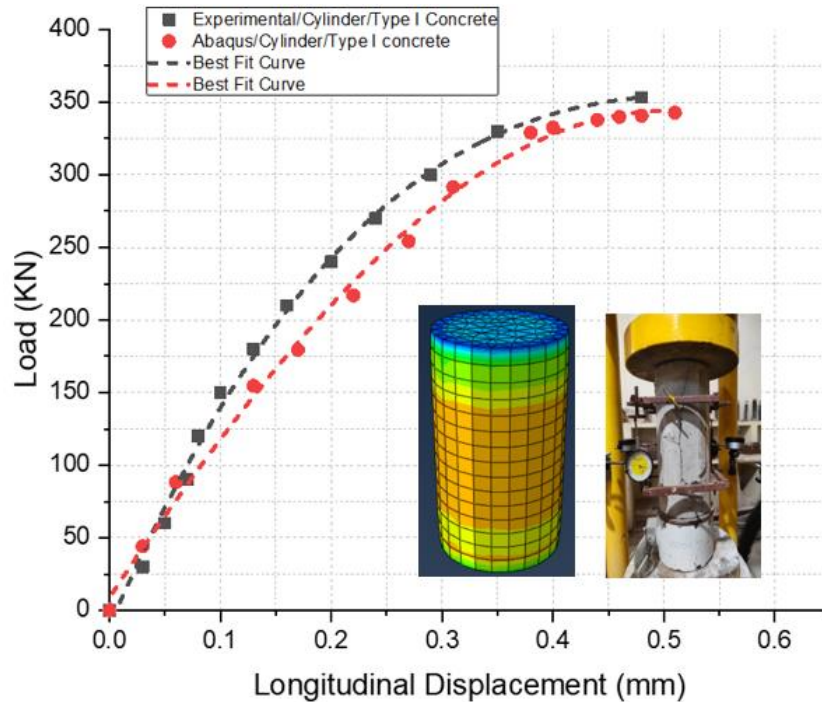 Experimental/Cylinder/Type I Concrete
Abaqus/Cylinder/Type I concrete
Best Fit Curve
Best Fit Curve
400
350
300
250
200
150
100
50
0
Load (KN)
0.0 0.1 0.2 0.3 0.4 0.5 0.6
Longitudinal Displacement (mm)